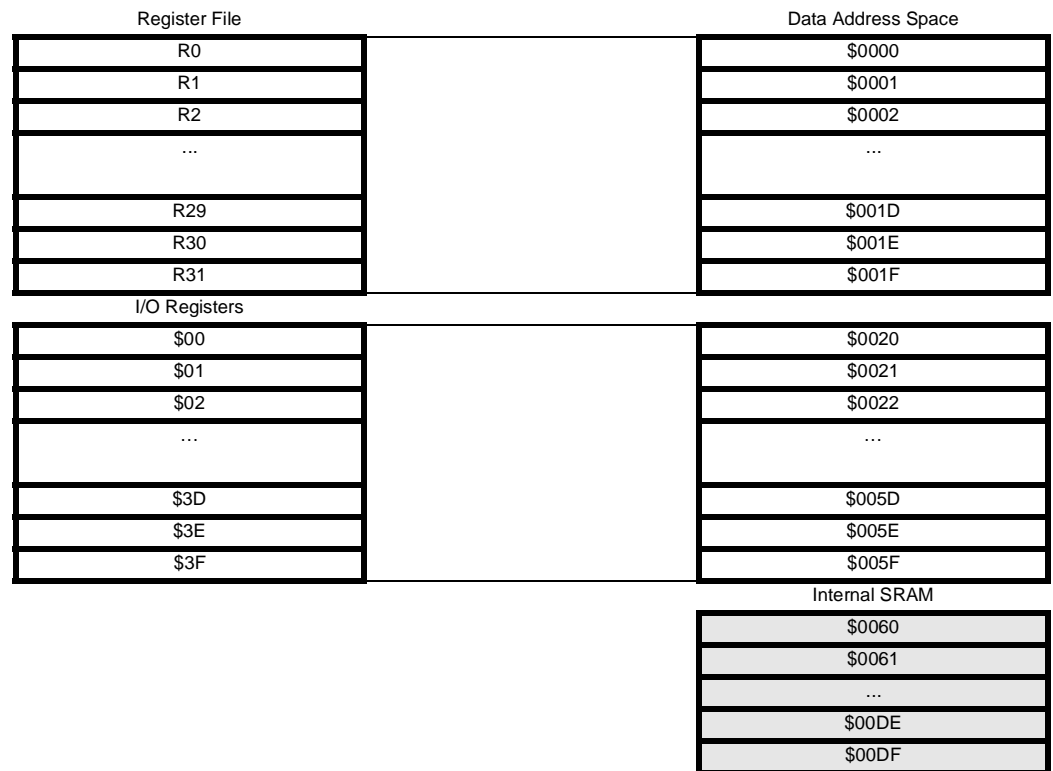 Register File Data Address Space
R0 $0000
R1 $0001
R2 $0002
... ...
R29 $001D
R30 $001E
R31 $001F
I/O Registers
$00 $0020
$01 $0021
$02 $0022
... ...
$3D $005D
$3E $005E
$3F $005F
Internal SRAM
$0060
$0061
...
$00DE
$00DF